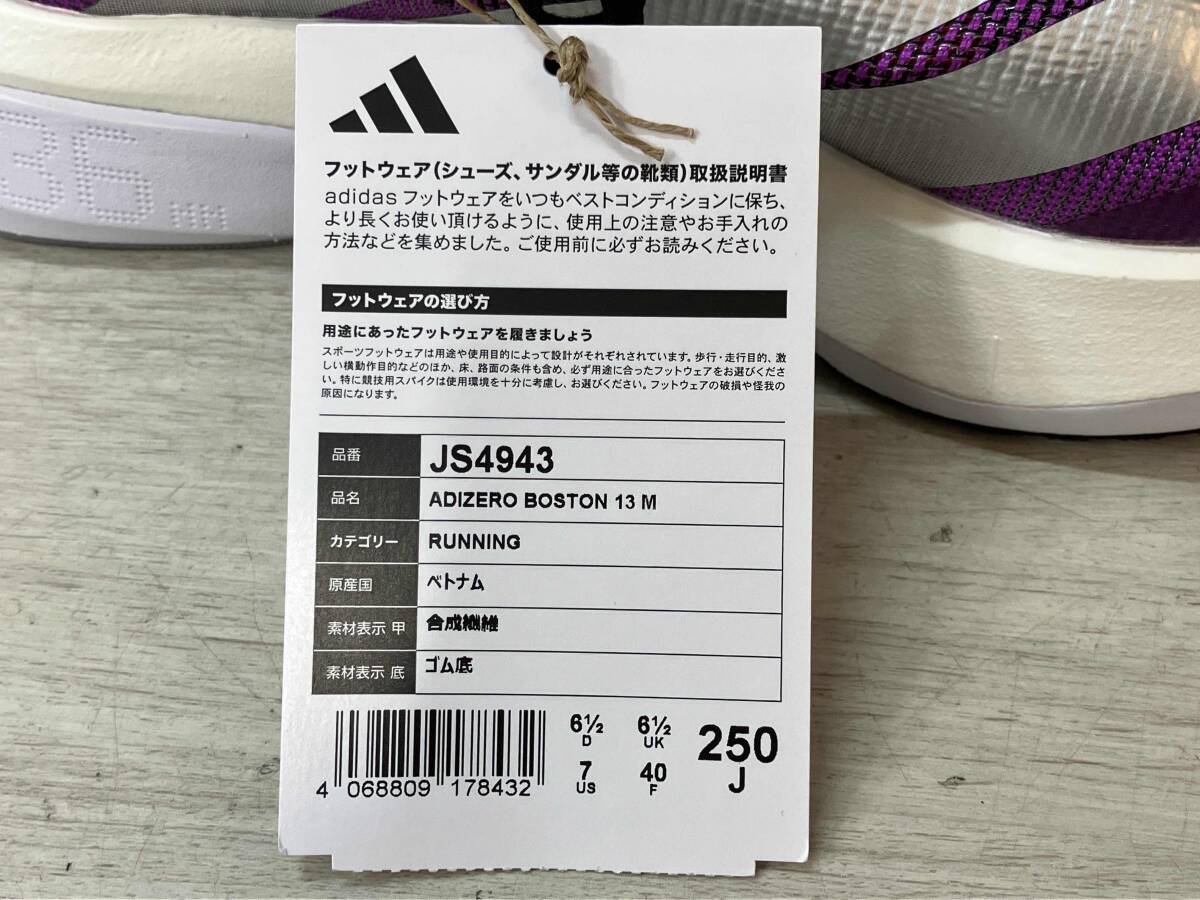 36
mm
フットウェア(シューズ、サンダル等の靴類)取扱説明書
adidas フットウェアをいつもベストコンディションに保ち、
より長くお使い頂けるように、使用上の注意やお手入れの
方法などを集めました。ご使用前に必ずお読みください。
フットウェアの選び方
用途にあったフットウェアを履きましょう
スポーツフットウェアは用途や使用目的によって設計がそれぞれされています。歩行・走行目的、激
しい横動作目的などのほか、床、路面の条件も含め、必ず用途に合ったフットウェアをお選びくださ
い。特に競技用スパイクは使用環境を十分に考慮し、お選びください。フットウェアの破損や怪我の
原因になります。
品番 JS4943
品名 ADIZERO BOSTON 13 M
カテゴリー RUNNING
原産国 ベトナム
素材表示 甲 合成繊維
素材表示 底 ゴム底
6½ D 6½ UK 250 J
7 US 40 F
4 068809 178432